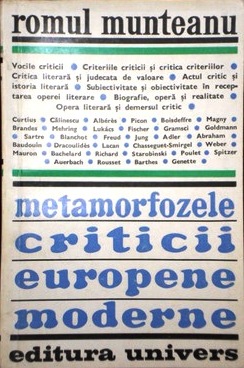 romul munteanu
Vocile criticii ● Criteriile criticii și critica criteriilor ●
Critica literară și judecata de valoare ● Actul critic și
istoria literară ● Subiectivitate și obiectivitate în recep-
tarea operei literare ● Biografie, operă și realitate ●
Opera literară și demersul critic ●
Curtius ● Călinescu ● Albérès ● Picon ● Boisdeffre ● Magny
Brandes ● Mehring ● Lukács ● Fischer ● Gramsci ● Goldmann
● Sartre ● Blanchot ● Freud ● Jung ● Adler ● Abraham ●
Baudouin ● Dracoulidès ● Lacan ● Chasseguet-Smirgel ● Weber
Mauron ● Bachelard ● Richard ● Starobinski ● Poulet ● Spitzer
● Auerbach ● Rousset ● Barthes ● Genette ●
metamorfozele
criticii
europene
moderne
editura univers